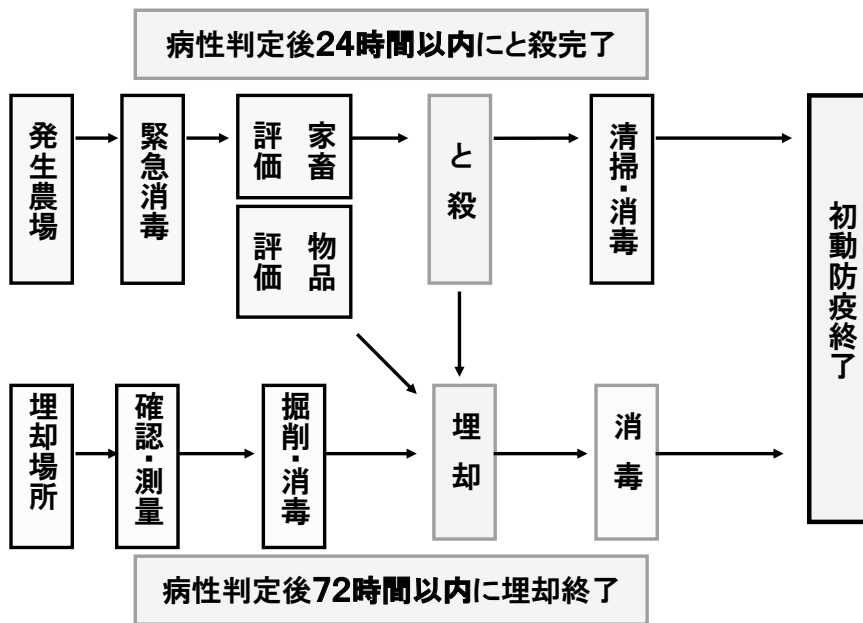 病性判定後24時間以内にと殺完了
発生農場
緊急消毒
家畜
評価
物品
評価
と殺
清掃・消毒
初動防疫終了
埋却場所
確認・測量
掘削・消毒
埋却
消毒
病性判定後72時間以内に埋却終了